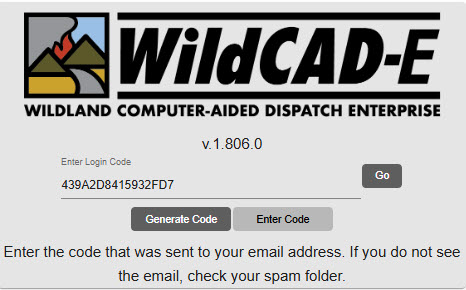 WildCAD-E
WILDLAND COMPUTER-AIDED DISPATCH ENTERPRISE
v.1.806.0
Enter Login Code
439A2D8415932FD7
Go
Generate Code
Enter Code
Enter the code that was sent to your email address. If you do not see
the email, check your spam folder.